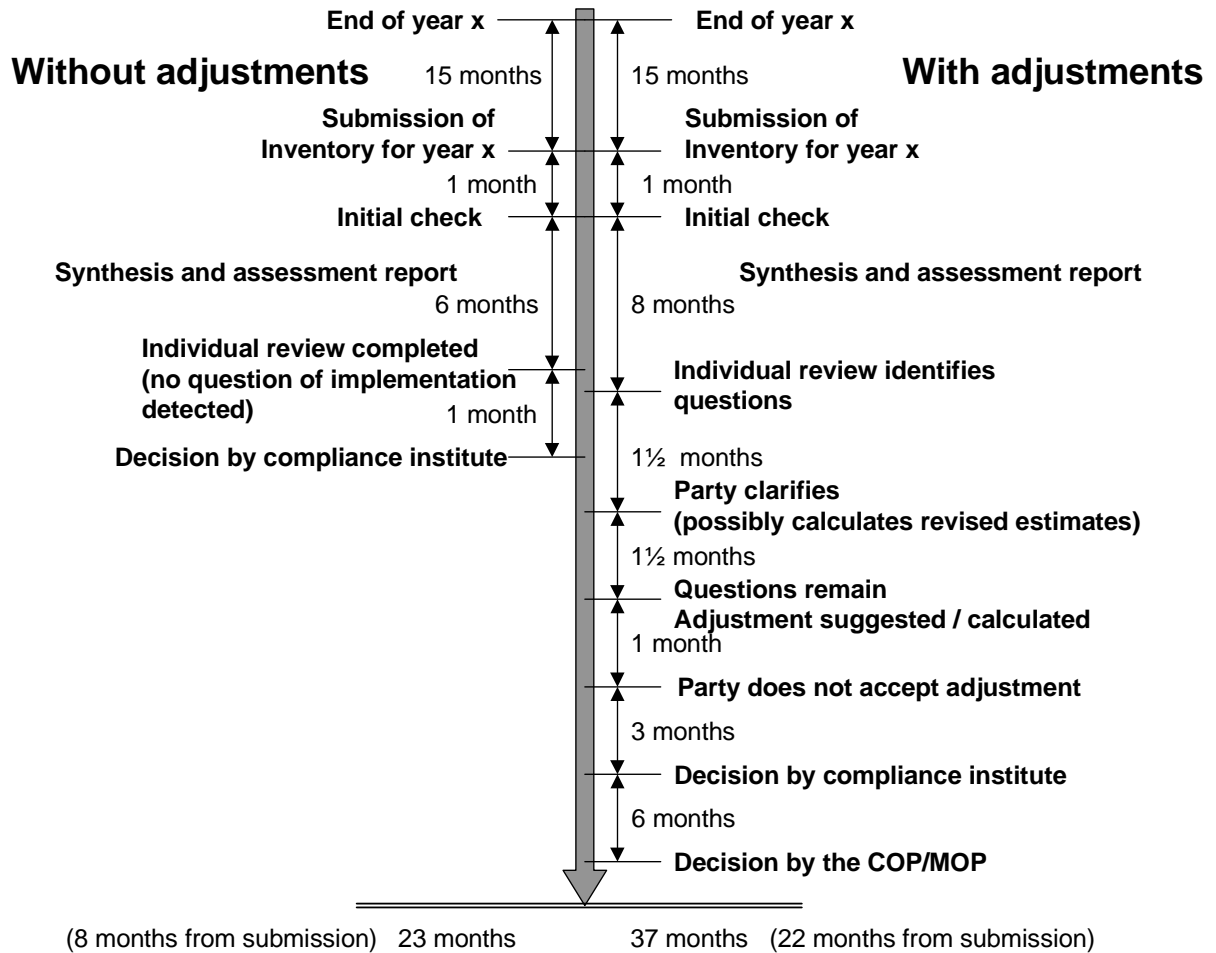 End of year x
End of year x
Without adjustments
15 months
15 months
With adjustments
Submission of
Inventory for year x
Submission of
Inventory for year x
1 month
1 month
Initial check
Initial check
Synthesis and assessment report
Synthesis and assessment report
6 months
8 months
Individual review completed
(no question of implementation
detected)
Individual review identifies
questions
1 month
Decision by compliance institute
1½ months
Party clarifies
(possibly calculates revised estimates)
1½ months
Questions remain
Adjustment suggested / calculated
1 month
Party does not accept adjustment
3 months
Decision by compliance institute
6 months
Decision by the COP/MOP
(8 months from submission) 23 months
37 months (22 months from submission)